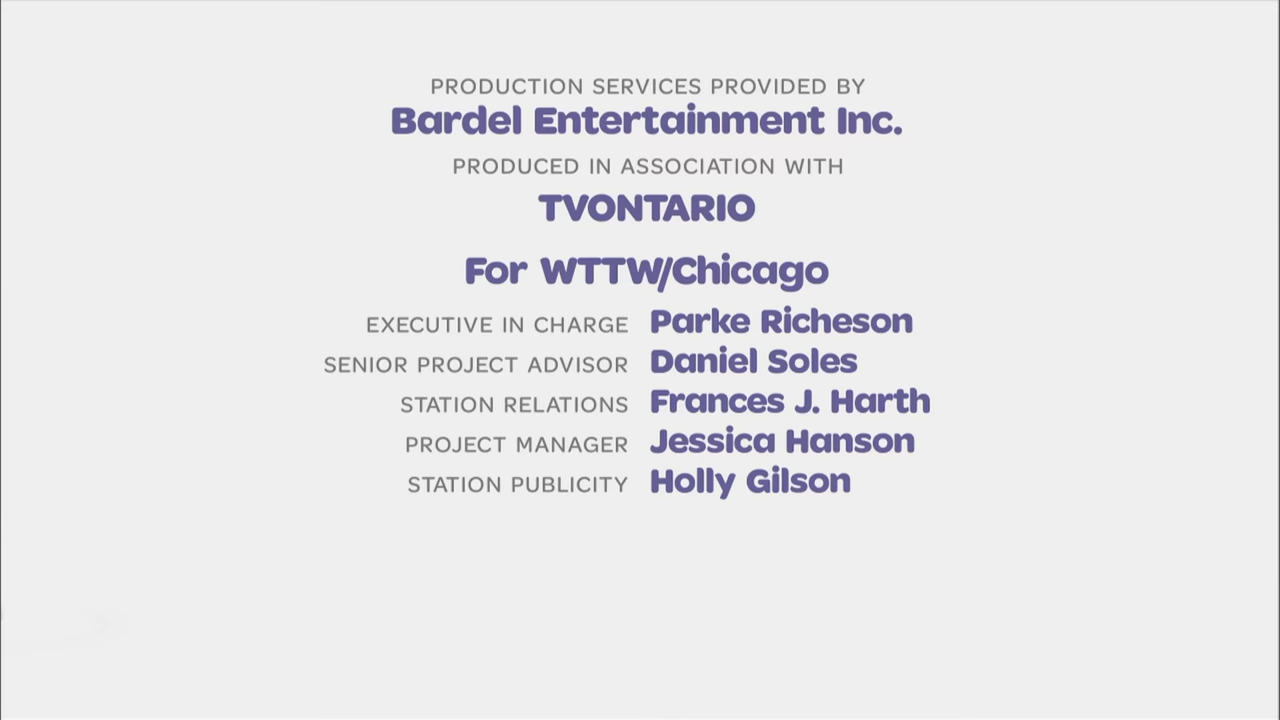 PRODUCTION SERVICES PROVIDED BY
Bardel Entertainment Inc.
PRODUCED IN ASSOCIATION WITH
TVONTARIO
For WTTW/Chicago
EXECUTIVE IN CHARGE Parke Richeson
SENIOR PROJECT ADVISOR Daniel Soles
STATION RELATIONS Frances J. Harth
PROJECT MANAGER Jessica Hanson
STATION PUBLICITY Holly Gilson